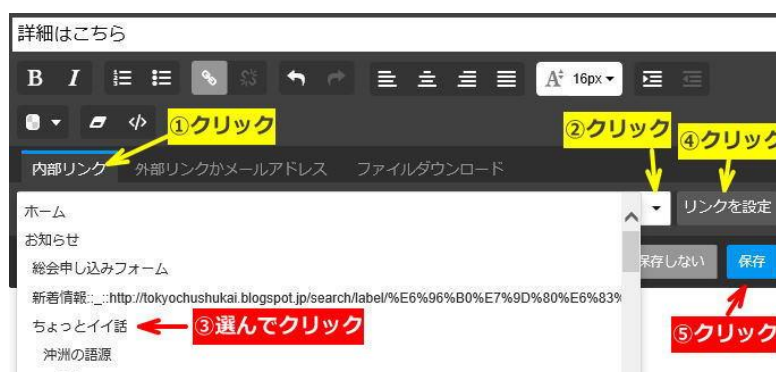 詳細はこちら
B I A 16px
①クリック
②クリック
④クリック
内部リンク 外部リンクかメールアドレス ファイルダウンロード
ホーム
リンクを設定
お知らせ
総会申し込みフォーム
保存しない 保存
新着情報::_::http://tokyochushukai.blogspot.jp/search/label/%E6%96%B0%E7%9D%80%E6%83%
ちょっとイイ話
③選んでクリック
⑤クリック
沖洲の語源